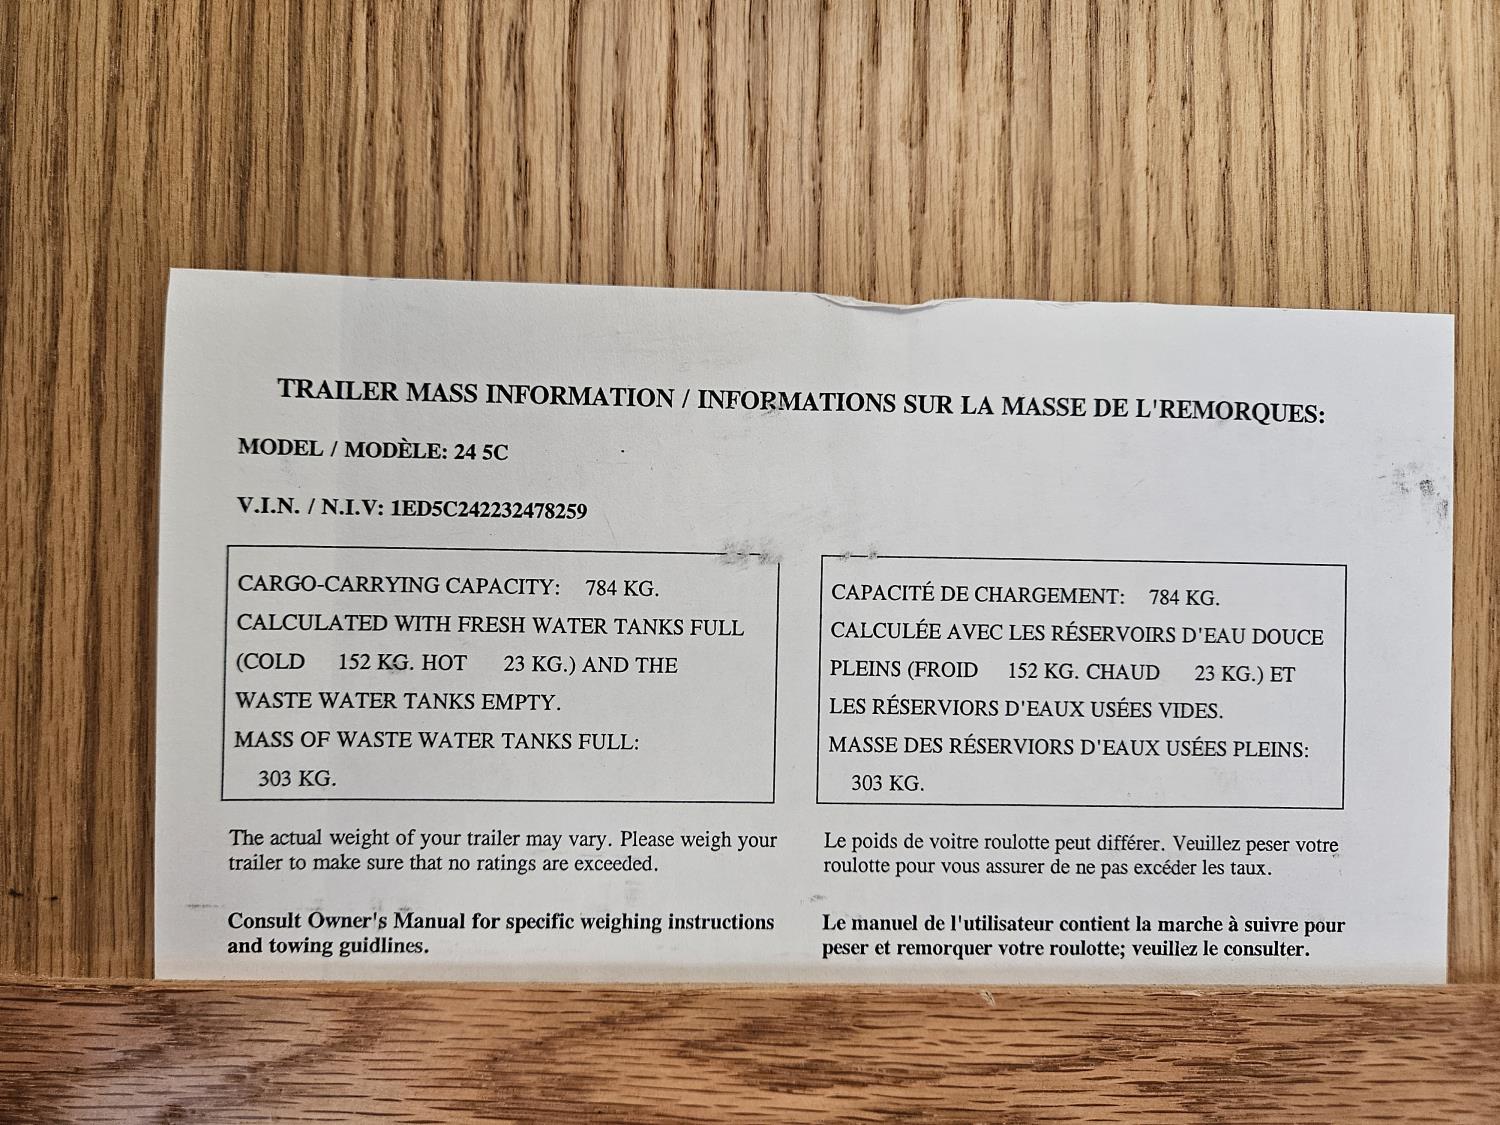 TRAILER MASS INFORMATION / INFORMATIONS SUR LA MASSE DE L'REMORQUES:
MODEL / MODÈLE: 24 5C
V.I.N. / N.I.V: 1ED5C242232478259
CARGO-CARRYING CAPACITY: 784 KG.
CALCULATED WITH FRESH WATER TANKS FULL
(COLD 152 KG. HOT 23 KG.) AND THE
WASTE WATER TANKS EMPTY.
MASS OF WASTE WATER TANKS FULL:
303 KG.
The actual weight of your trailer may vary. Please weigh your
trailer to make sure that no ratings are exceeded.
Consult Owner's Manual for specific weighing instructions
and towing guidlines.
CAPACITÉ DE CHARGEMENT: 784 KG.
CALCULÉE AVEC LES RÉSERVOIRS D'EAU DOUCE
PLEINS (FROID 152 KG. CHAUD 23 KG.) ET
LES RÉSERVIORS D'EAUX USÉES VIDES.
MASSE DES RÉSERVIORS D'EAUX USÉES PLEINS:
303 KG.
Le poids de voitre roulotte peut différer. Veuillez peser votre
roulotte pour vous assurer de ne pas excéder les taux.
Le manuel de l'utilisateur contient la marche à suivre pour
peser et remorquer votre roulotte; veuillez le consulter.